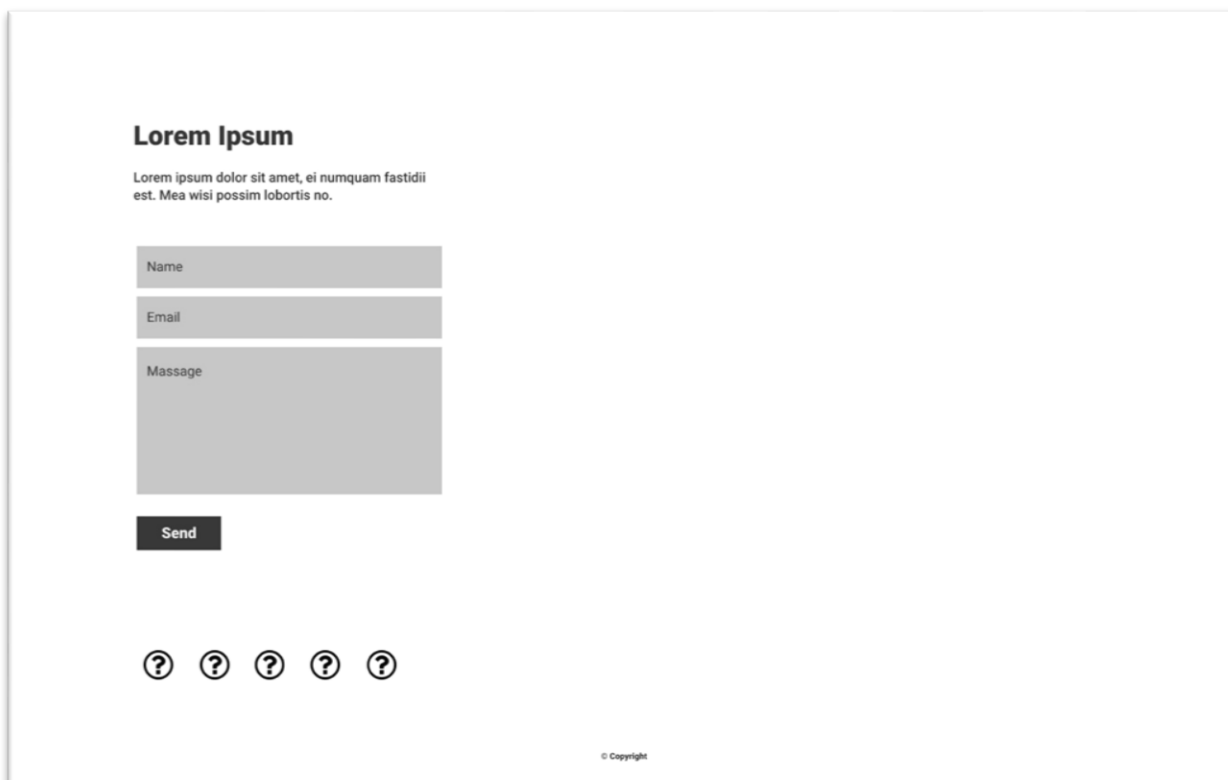 Lorem Ipsum
Lorem ipsum dolor sit amet, ei numquam fastidii
est. Mea wisi possim lobortis no.
Name
Email
Massage
Send
? ? ? ? ?
© Copyright